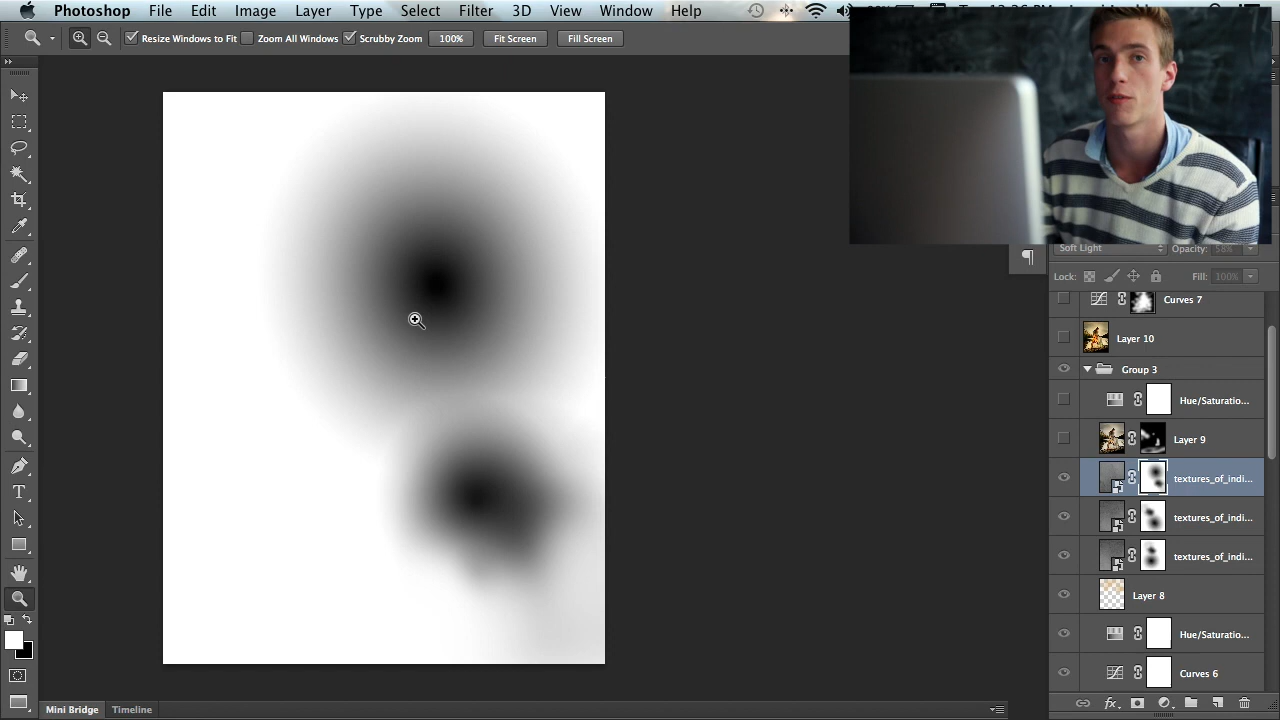 Photoshop File Edit Image Layer Type Select Filter 3D View Window Help
Resize Windows to Fit Zoom All Windows Scrubby Zoom 100% Fit Screen Fill Screen
Soft Light Opacity: 58%
Lock: Fill: 100%
Curves 7
Layer 10
Group 3
Hue/Saturatio...
Layer 9
textures_of_indi...
textures_of_indi...
textures_of_indi...
Layer 8
Hue/Saturatio...
Curves 6
Mini Bridge Timeline